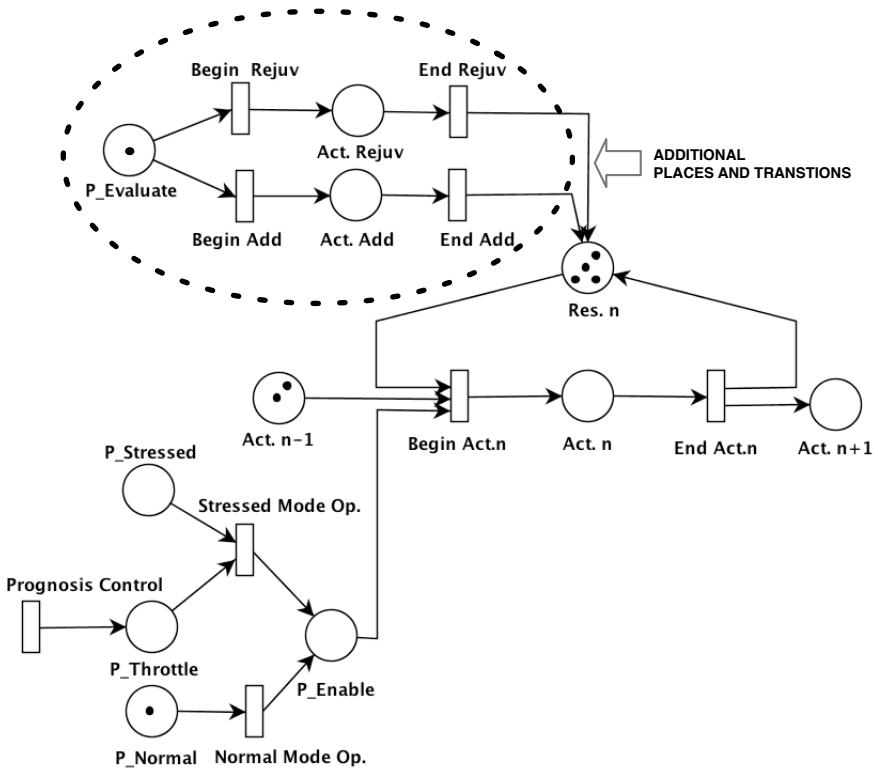 Begin Rejuv
End Rejuv
Act. Rejuv
ADDITIONAL
PLACES AND TRANSTIONS
P_Evaluate
Begin Add
Act. Add
End Add
Res. n
Act. n-1
Begin Act.n
Act. n
End Act.n
Act. n+1
P_Stressed
Stressed Mode Op.
Prognosis Control
P_Throttle
P_Enable
P_Normal
Normal Mode Op.